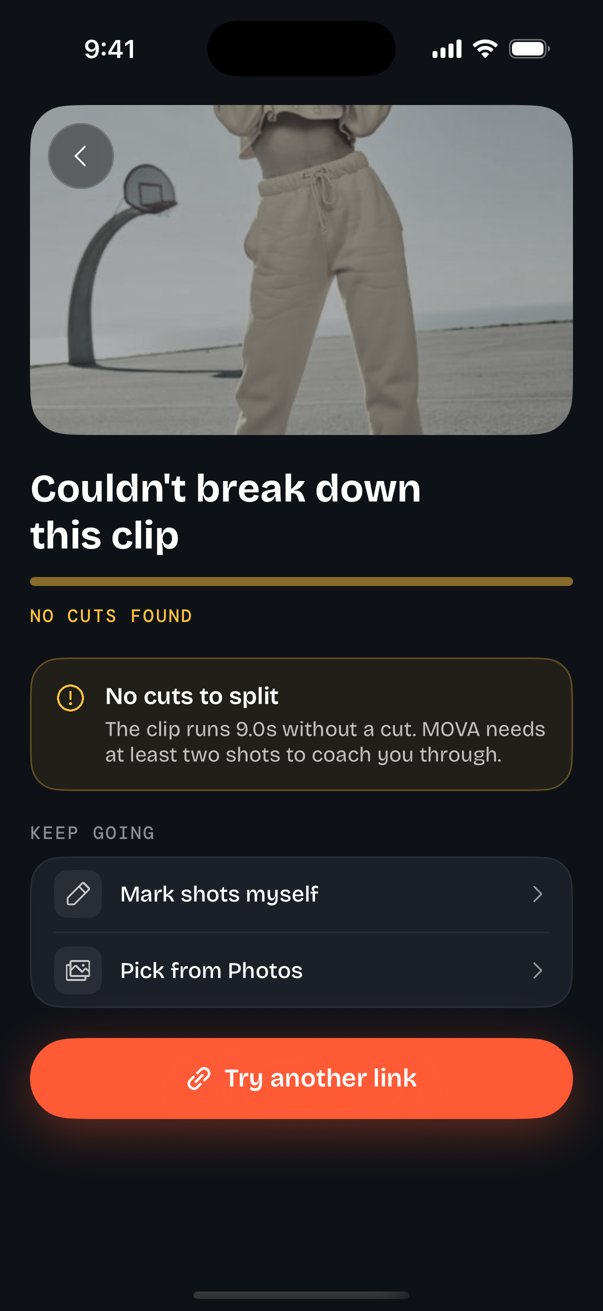 9:41
Couldn't break down
this clip
NO CUTS FOUND
No cuts to split
The clip runs 9.0s without a cut. MOVA needs
at least two shots to coach you through.
KEEP GOING
Mark shots myself
Pick from Photos
Try another link